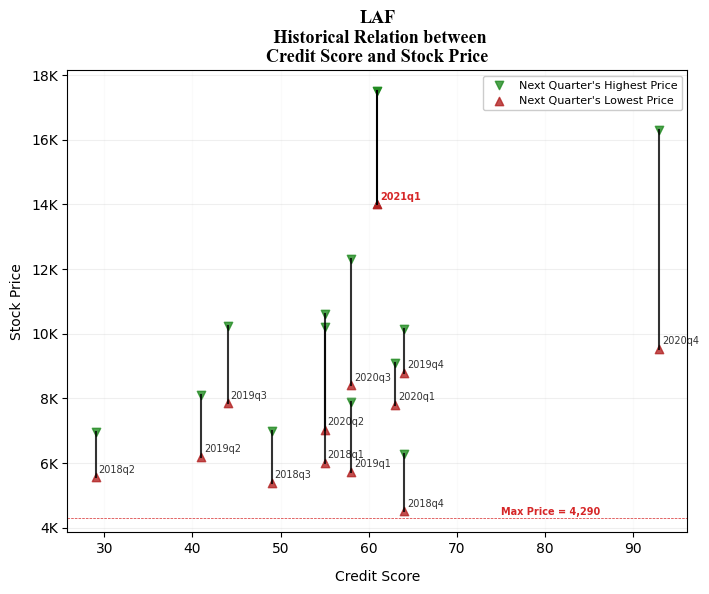 LAF
Historical Relation between
Credit Score and Stock Price
18K
Next Quarter's Highest Price
Next Quarter's Lowest Price
16K
2021q1
14K
Stock Price
12K
10K
2020q4
2019q4
2020q3
2019q3
2020q1
8K
2020q2
2019q2
2018q1
2019q1
2018q2
2018q3
6K
2018q4
Max Price = 4,290
4K
30 40 50 60 70 80 90
Credit Score